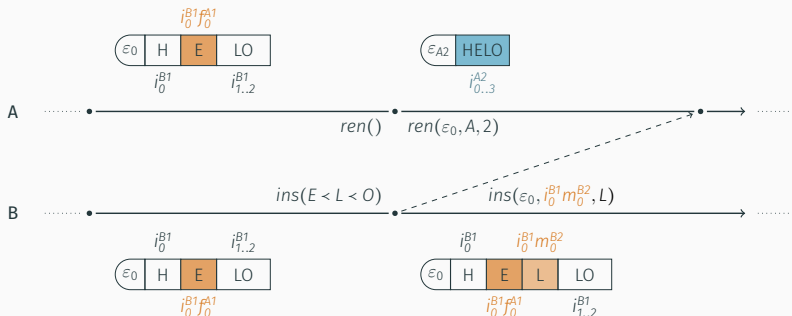 i₀ᴮ¹f₀ᴬ¹
ε₀ H E LO εA2 HELO
i₀ᴮ¹ i₁..₂ᴮ¹ i₀..₃ᴬ²
A
ren() ren(ε₀, A, 2)
ins(E < L < O) ins(ε₀, i₀ᴮ¹m₀ᴮ², L)
B
i₀ᴮ¹ i₁..₂ᴮ¹ i₀ᴮ¹ i₀ᴮ¹m₀ᴮ²
ε₀ H E LO ε₀ H E L LO
i₀ᴮ¹f₀ᴬ¹ i₀ᴮ¹f₀ᴬ¹ i₁..₂ᴮ¹